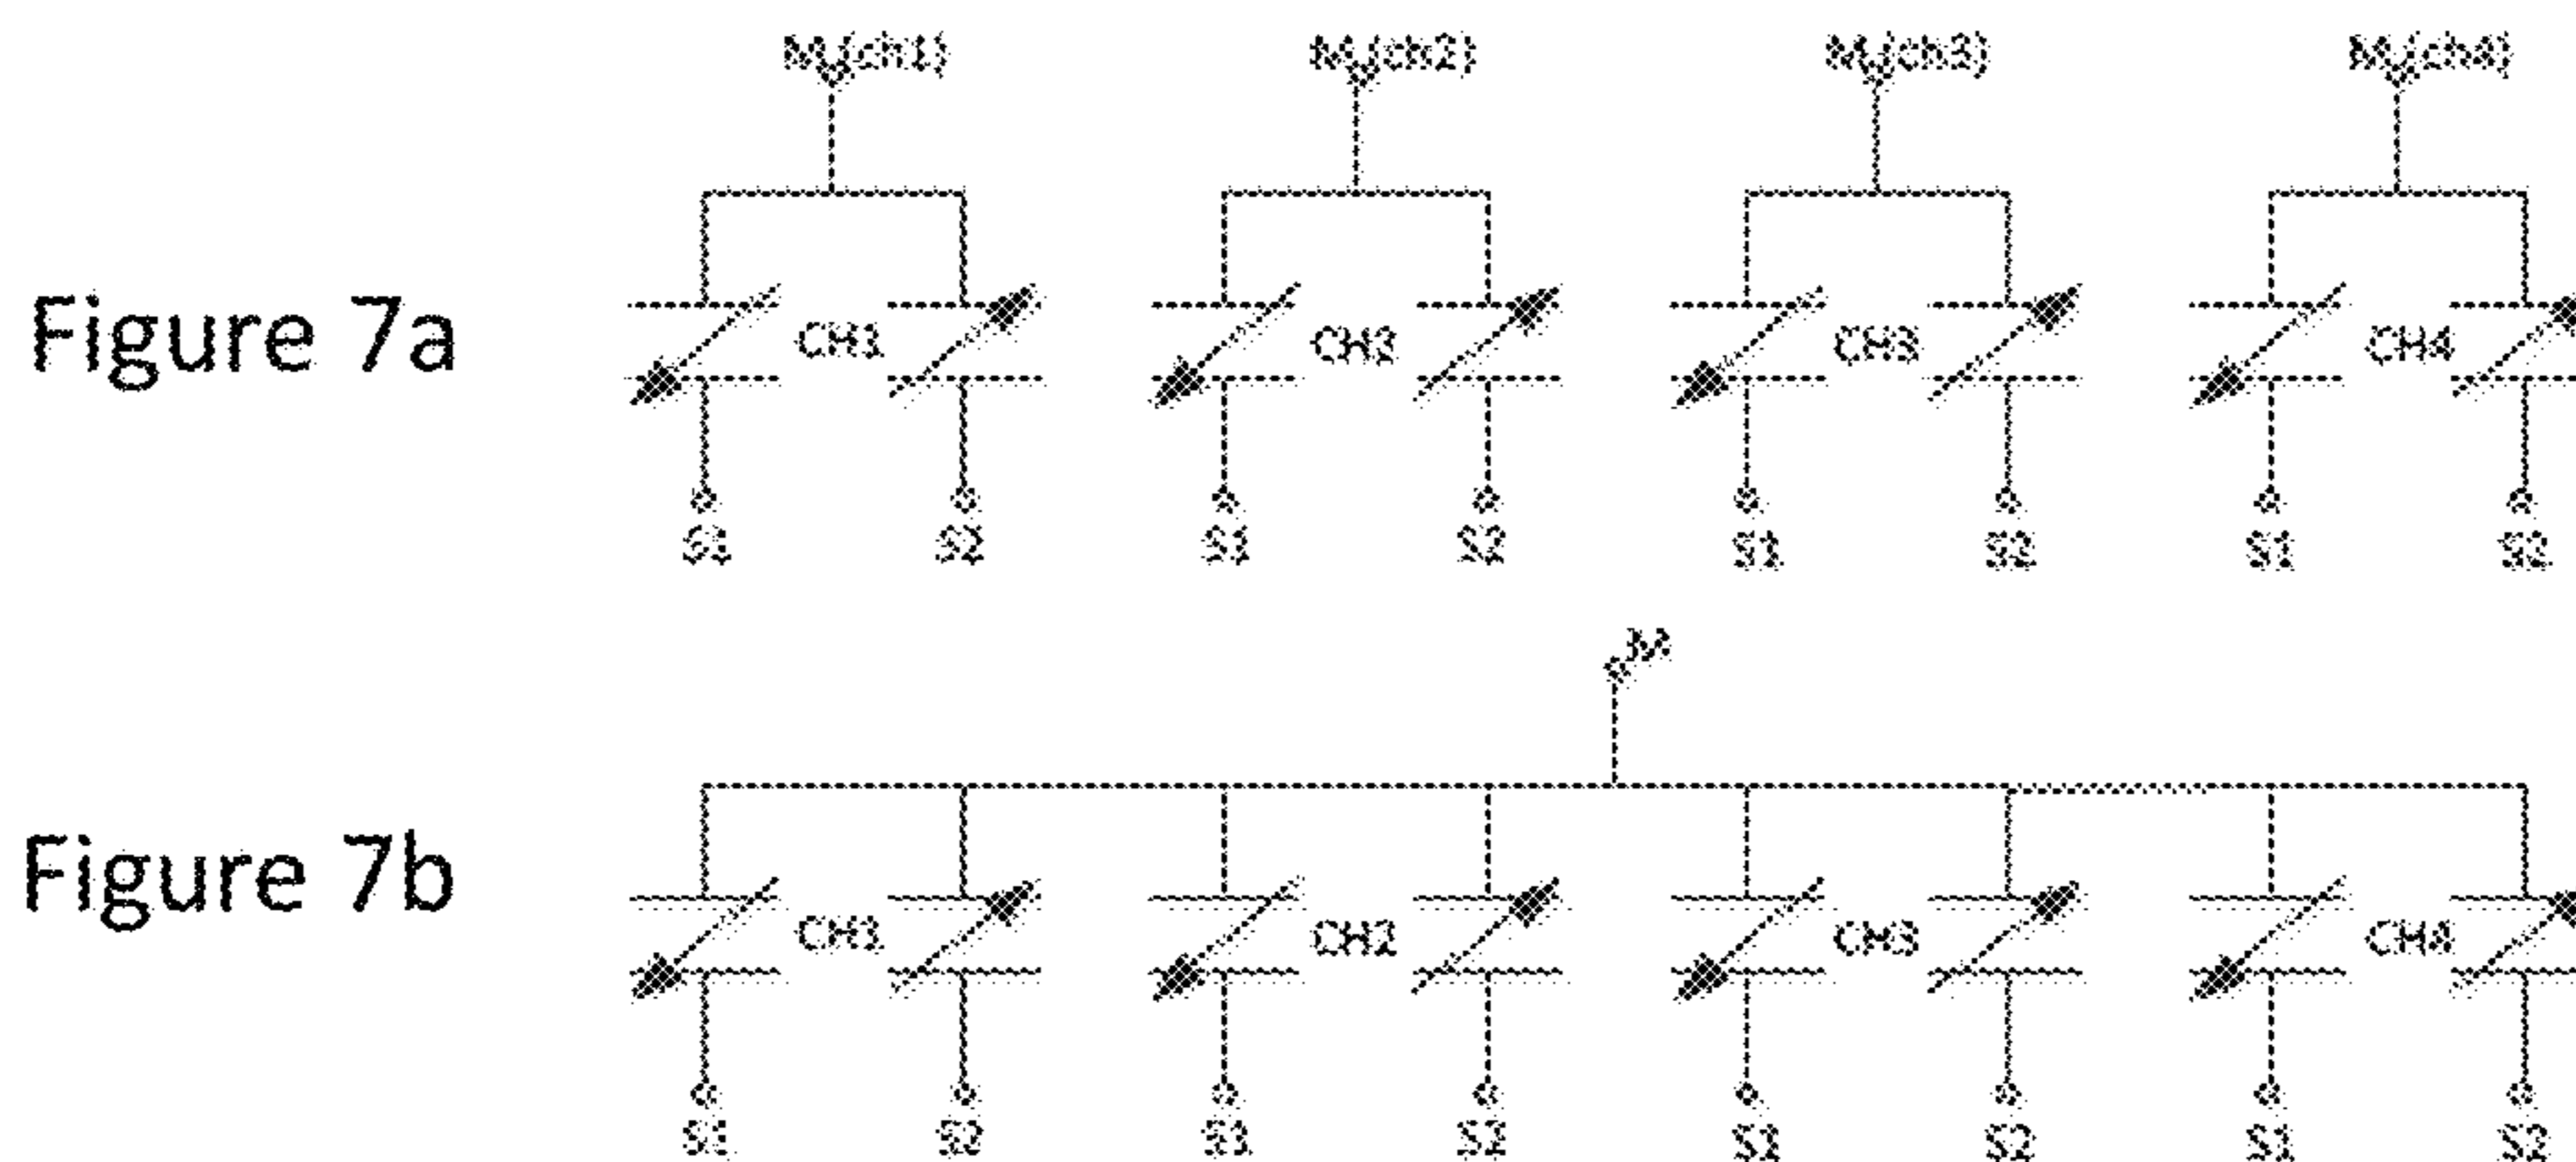 M (ch1) M (ch2) M (ch3) M (ch4)
Figure 7a
CH1 CH2 CH3 CH4
S1 S2 S1 S2 S1 S2 S1 S2
M
Figure 7b
CH1 CH2 CH3 CH4
S1 S2 S1 S2 S2 S1 S2